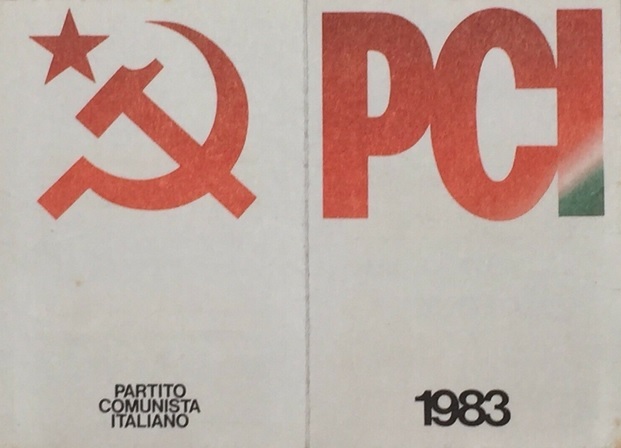 PARTITO
COMUNISTA
ITALIANO
PCI
1983